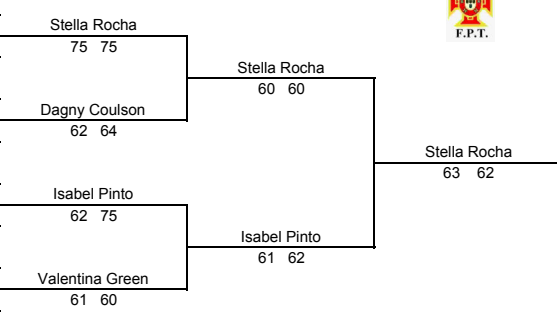 F.P.T.
Stella Rocha
75 75
Stella Rocha
60 60
Dagny Coulson
62 64
Stella Rocha
63 62
Isabel Pinto
62 75
Isabel Pinto
61 62
Valentina Green
61 60